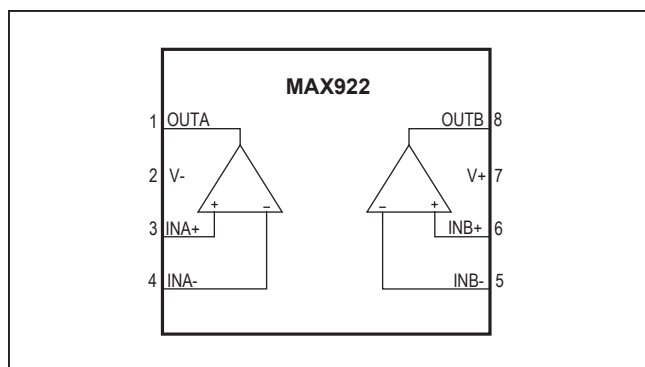 MAX922
1 OUTA OUTB 8
2 V- V+ 7
+ - - +
3 INA+ INB+ 6
4 INA- INB- 5